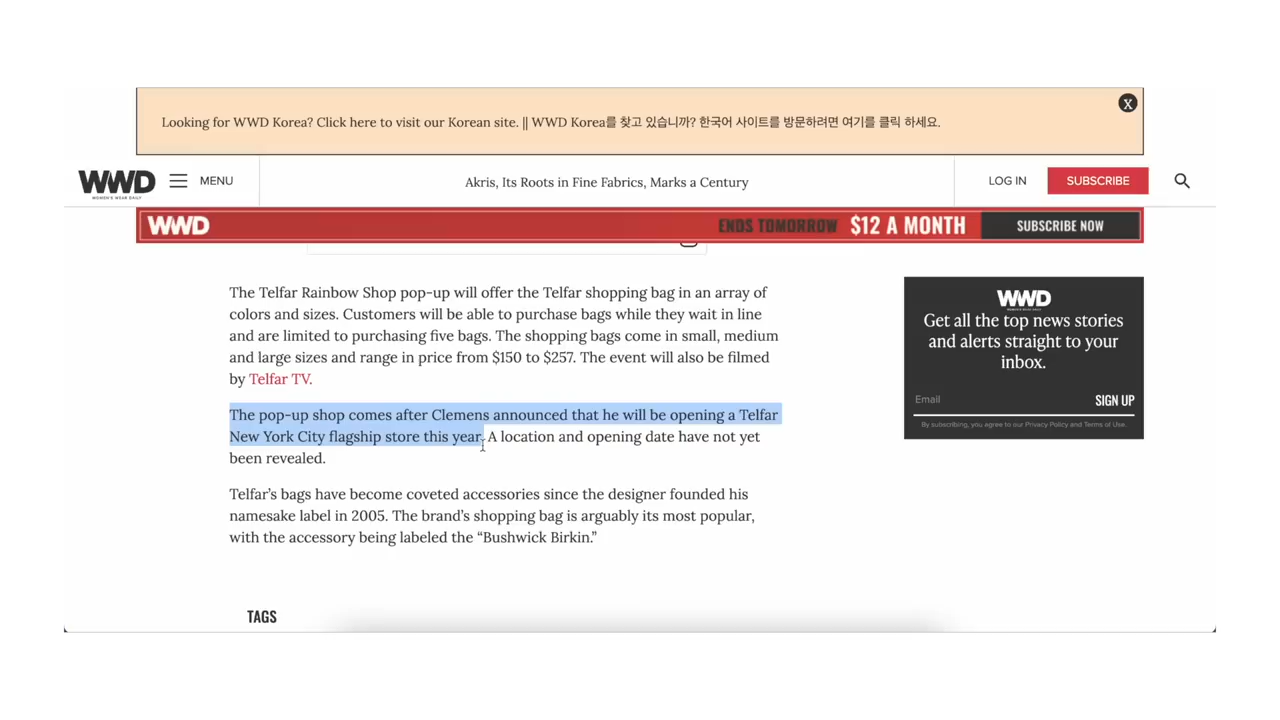 Looking for WWD Korea? Click here to visit our Korean site. || WWD Korea를 찾고 있습니까? 한국어 사이트를 방문하려면 여기를 클릭 하세요.
X
WWD
WOMEN'S WEAR DAILY
MENU
Akris, Its Roots in Fine Fabrics, Marks a Century
LOG IN
SUBSCRIBE
WWD
ENDS TOMORROW
$12 A MONTH
SUBSCRIBE NOW
The Telfar Rainbow Shop pop-up will offer the Telfar shopping bag in an array of
colors and sizes. Customers will be able to purchase bags while they wait in line
and are limited to purchasing five bags. The shopping bags come in small, medium
and large sizes and range in price from $150 to $257. The event will also be filmed
by Telfar TV.
The pop-up shop comes after Clemens announced that he will be opening a Telfar
New York City flagship store this year. A location and opening date have not yet
been revealed.
Telfar’s bags have become coveted accessories since the designer founded his
namesake label in 2005. The brand’s shopping bag is arguably its most popular,
with the accessory being labeled the “Bushwick Birkin.”
TAGS
WWD
WOMEN'S WEAR DAILY
Get all the top news stories
and alerts straight to your
inbox.
Email
SIGN UP
By subscribing, you agree to our Privacy Policy and Terms of Use.